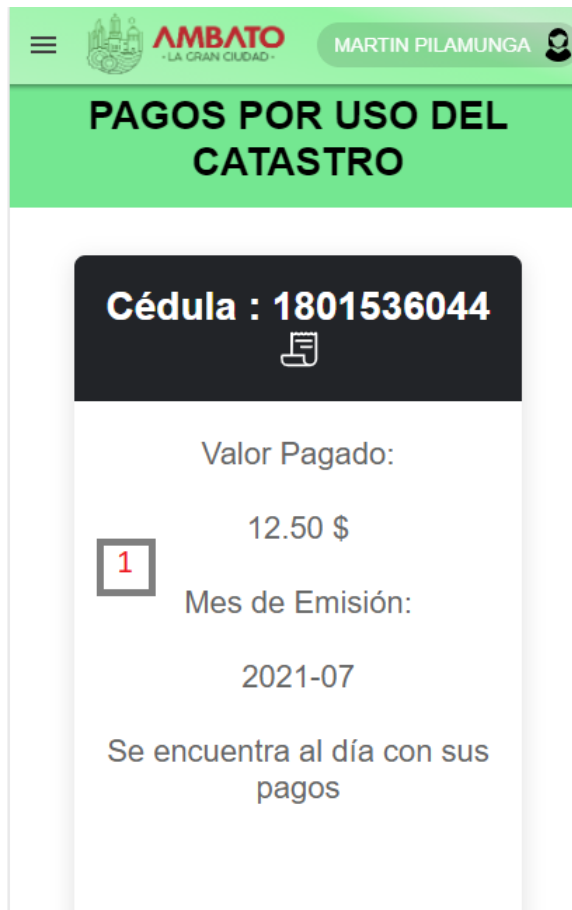 AMBATO
- LA GRAN CIUDAD -
MARTIN PILAMUNGA
PAGOS POR USO DEL
CATASTRO
Cédula : 1801536044
Valor Pagado:
12.50 $
1
Mes de Emisión:
2021-07
Se encuentra al día con sus
pagos